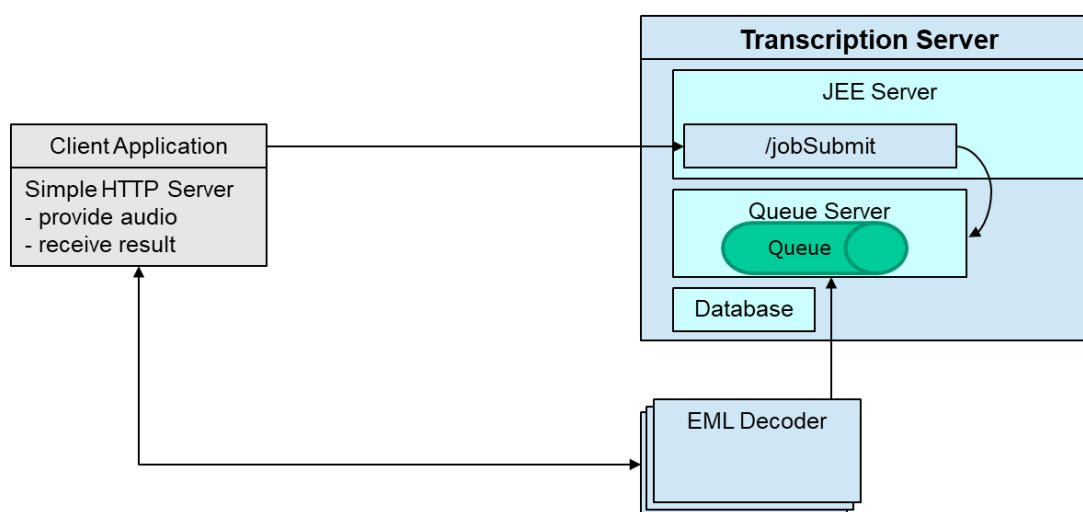 Transcription Server
JEE Server
/jobSubmit
Client Application
Simple HTTP Server
- provide audio
- receive result
Queue Server
Queue
Database
EML Decoder